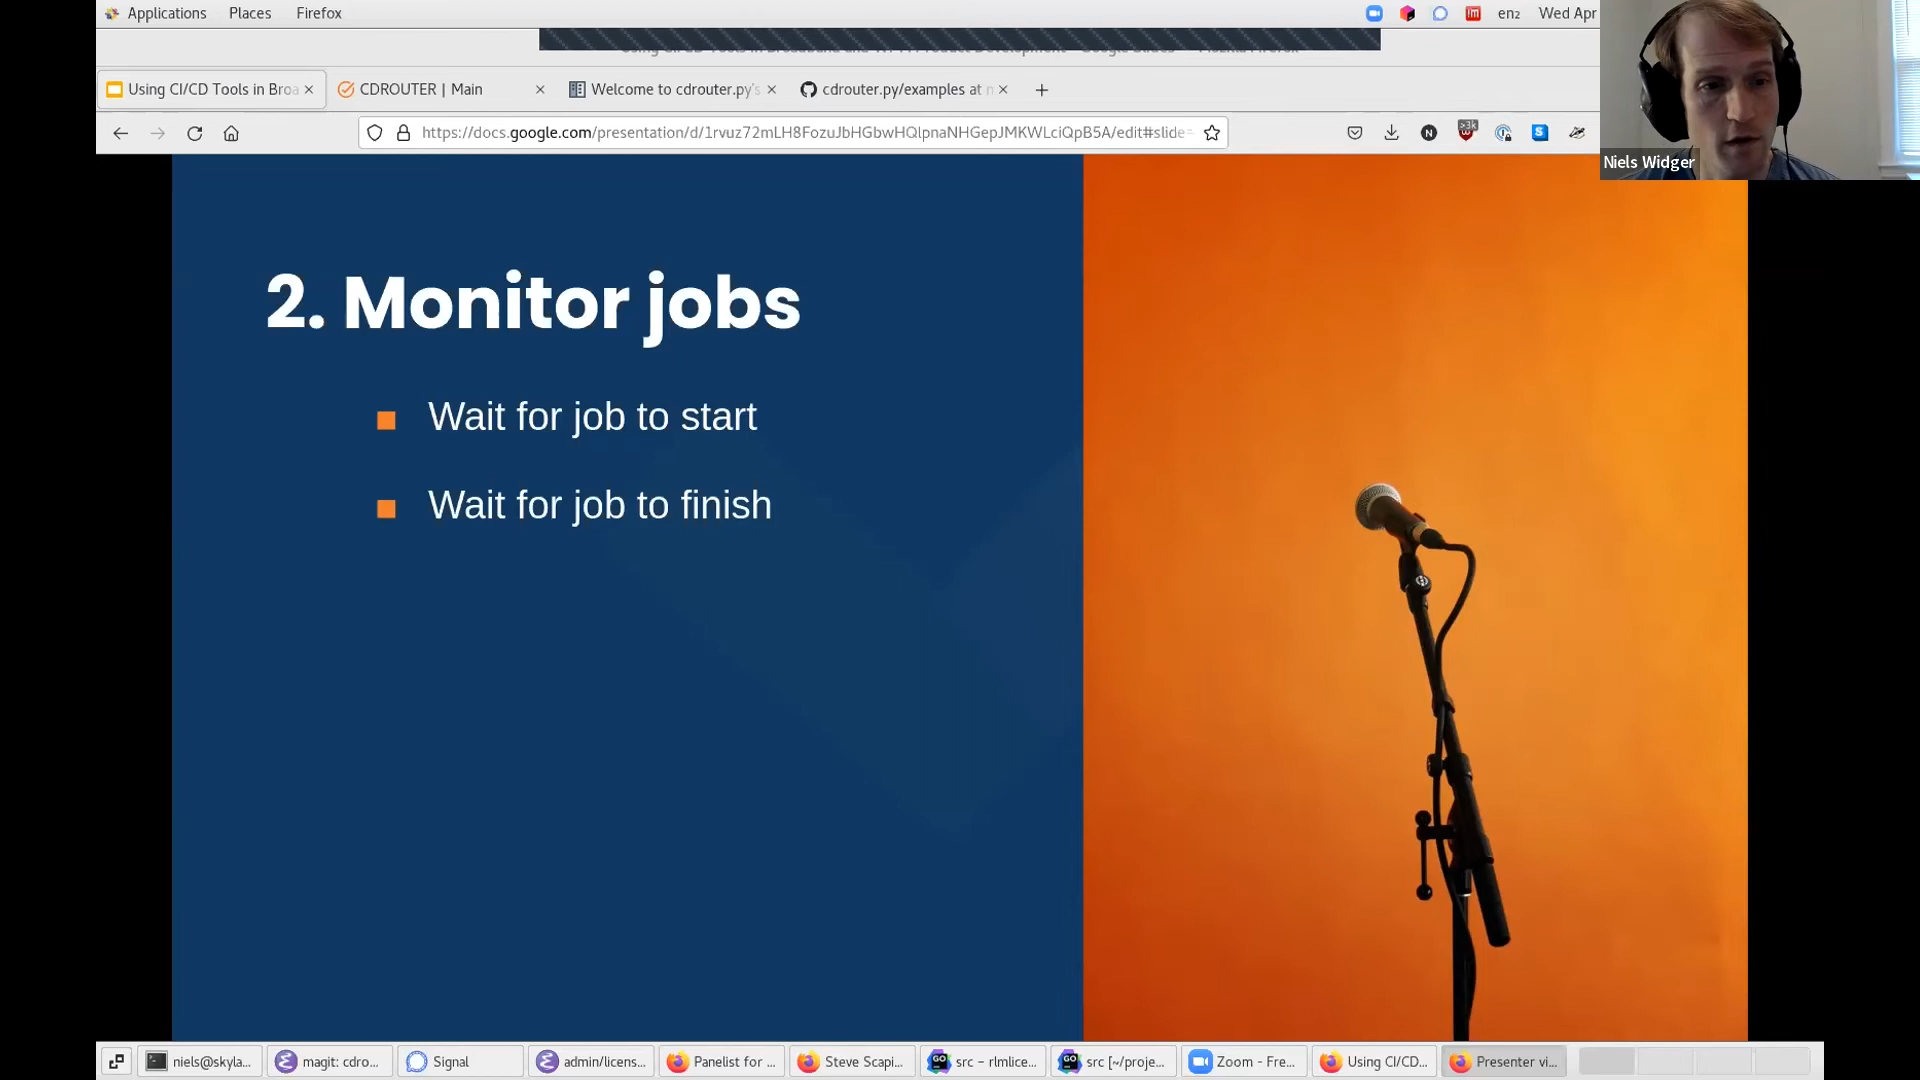 Applications Places Firefox
en₂ Wed Apr
Using CI/CD Tools in Broa
CDROUTER | Main
Welcome to cdrouter.py's
cdrouter.py/examples at m
https://docs.google.com/presentation/d/1rvuz72mLH8FozuJbHGbwHQlpnaNHGepJMKWLciQpB5A/edit#slide=
>3k
Niels Widger
2. Monitor jobs
Wait for job to start
Wait for job to finish
niels@skyla...
magit: cdro...
Signal
admin/licens...
Panelist for ...
Steve Scapi...
src – rlmlice...
src [~/proje...
Zoom - Fre...
Using CI/CD...
Presenter vi...